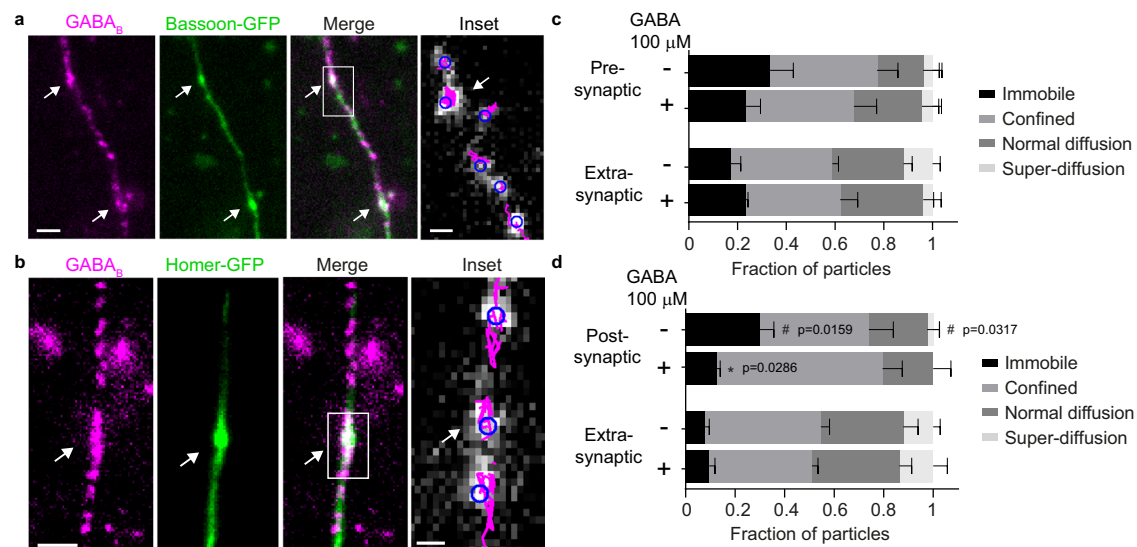 a
GABA_B
Bassoon-GFP
Merge
Inset
b
GABA_B
Homer-GFP
Merge
Inset
c
GABA
100 μM
Pre-
synaptic
-
+
Extra-
synaptic
-
+
Immobile
Confined
Normal diffusion
Super-diffusion
0 0.2 0.4 0.6 0.8 1
Fraction of particles
d
GABA
100 μM
Post-
synaptic
-
# p=0.0159
# p=0.0317
+
* p=0.0286
Extra-
synaptic
-
+
Immobile
Confined
Normal diffusion
Super-diffusion
0 0.2 0.4 0.6 0.8 1
Fraction of particles